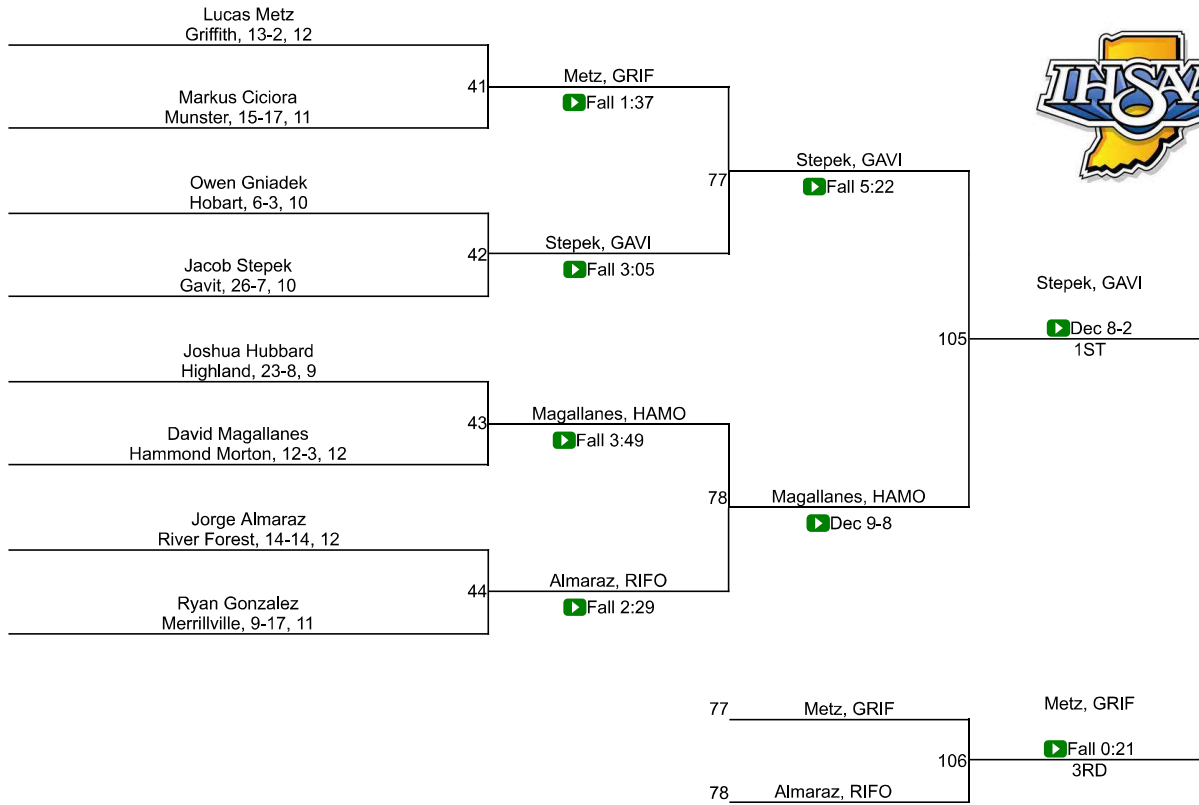 Lucas Metz
Griffith, 13-2, 12
Markus Ciciora
Munster, 15-17, 11
41
Metz, GRIF
Fall 1:37
Owen Gniadek
Hobart, 6-3, 10
Jacob Stepek
Gavit, 26-7, 10
42
Stepek, GAVI
Fall 3:05
77
Stepek, GAVI
Fall 5:22
Joshua Hubbard
Highland, 23-8, 9
David Magallanes
Hammond Morton, 12-3, 12
43
Magallanes, HAMO
Fall 3:49
Jorge Almaraz
River Forest, 14-14, 12
Ryan Gonzalez
Merrillville, 9-17, 11
44
Almaraz, RIFO
Fall 2:29
78
Magallanes, HAMO
Dec 9-8
105
Stepek, GAVI
Dec 8-2
1ST
77
Metz, GRIF
78
Almaraz, RIFO
106
Metz, GRIF
Fall 0:21
3RD
IHSAA